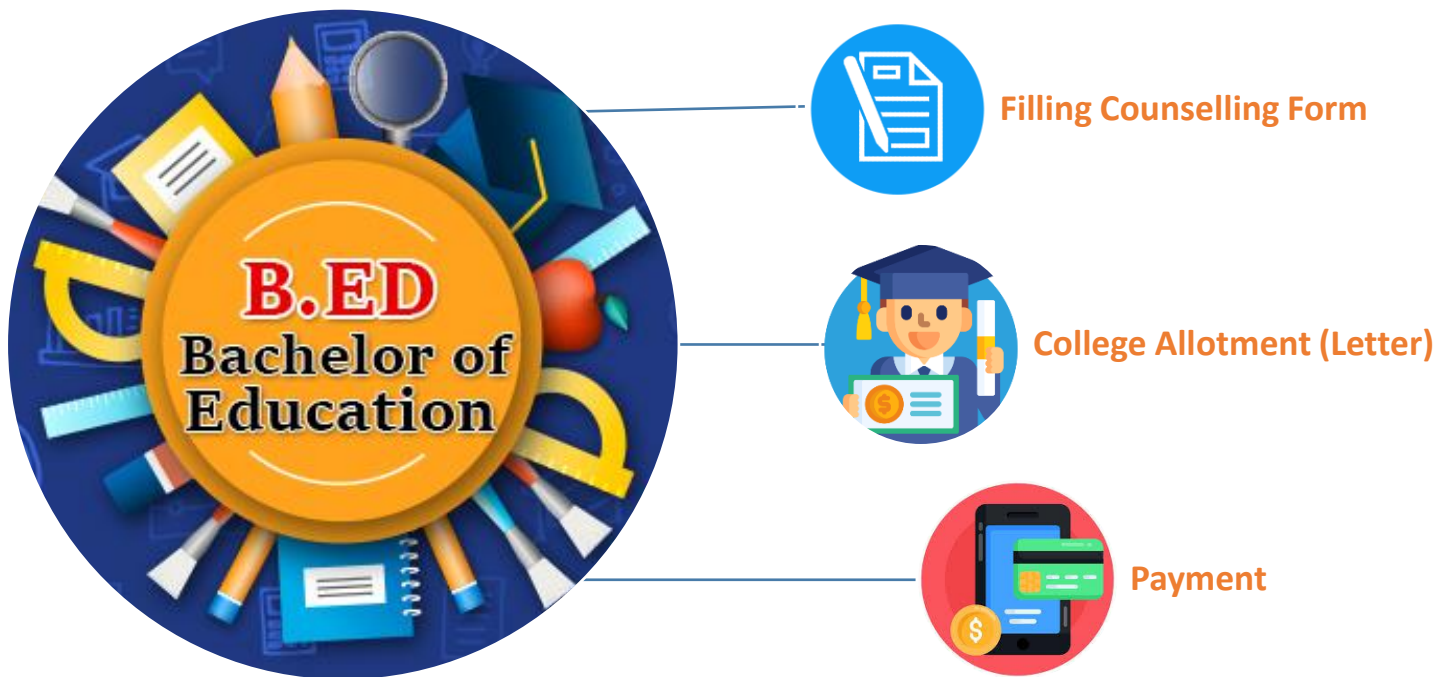 B.ED
Bachelor of
Education
Filling Counselling Form
College Allotment (Letter)
Payment